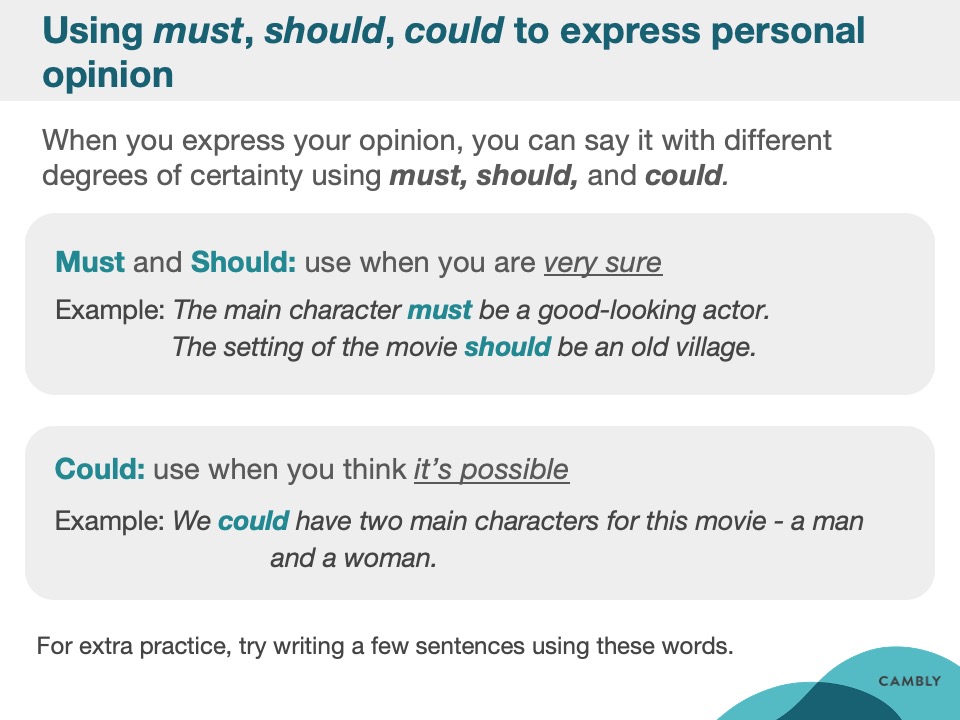 Using must, should, could to express personal
opinion
When you express your opinion, you can say it with different
degrees of certainty using must, should, and could.
Must and Should: use when you are very sure
Example: The main character must be a good-looking actor.
The setting of the movie should be an old village.
Could: use when you think it’s possible
Example: We could have two main characters for this movie - a man
and a woman.
For extra practice, try writing a few sentences using these words.
CAMBLY